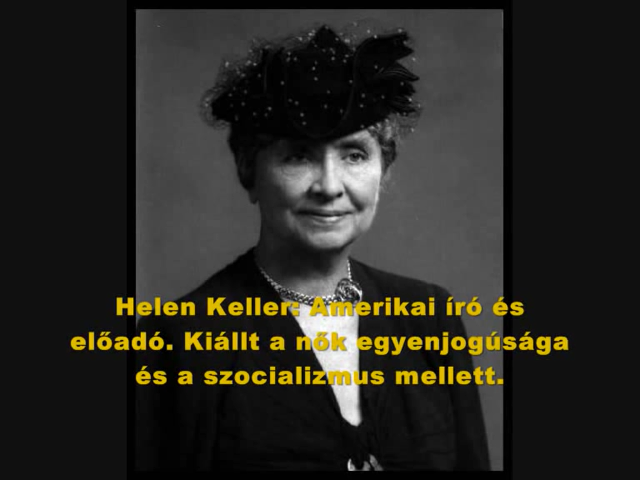 Helen Keller: Amerikai író és
előadó. Kiállt a nők egyenjogúsága
és a szocializmus mellett.